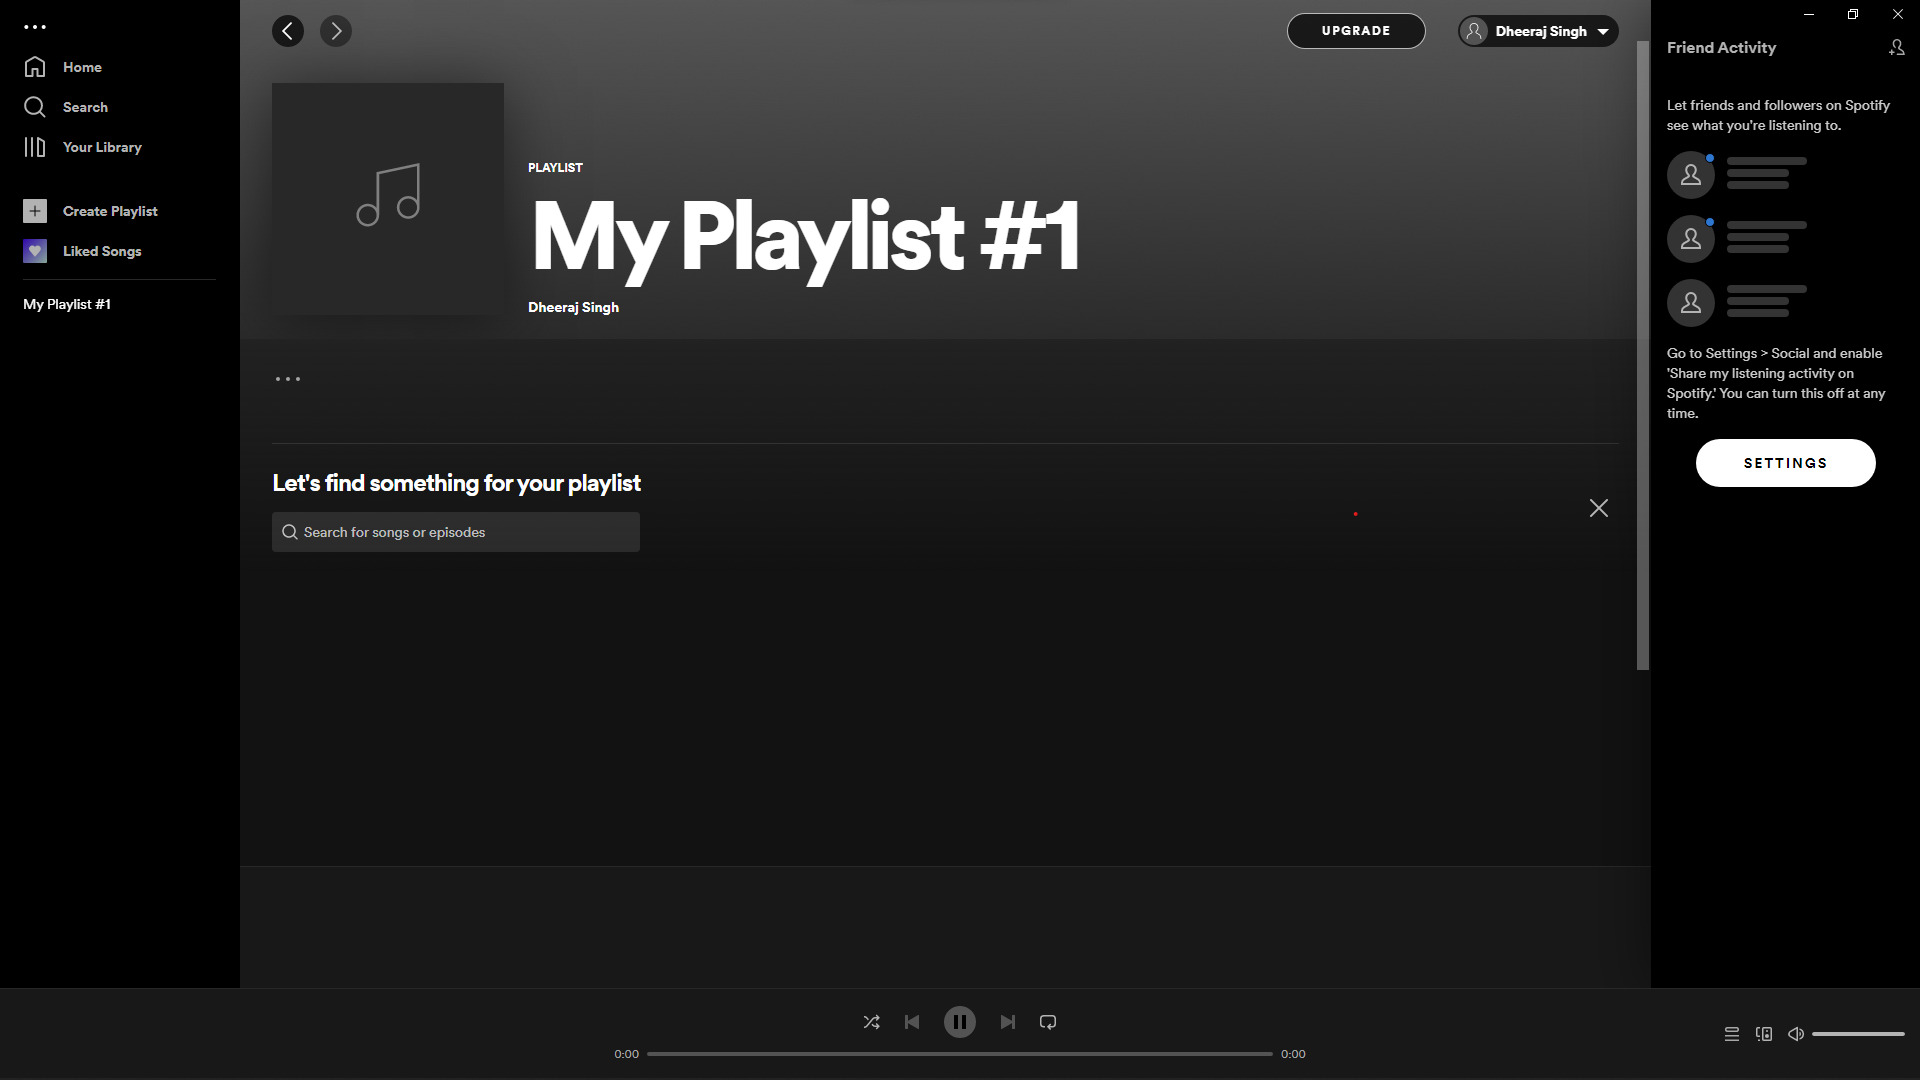 Home
Search
Your Library
Create Playlist
Liked Songs
My Playlist #1
UPGRADE
Dheeraj Singh
PLAYLIST
My Playlist #1
Dheeraj Singh
Let's find something for your playlist
Search for songs or episodes
Friend Activity
Let friends and followers on Spotify
see what you're listening to.
Go to Settings > Social and enable
'Share my listening activity on
Spotify.' You can turn this off at any
time.
SETTINGS
0:00
0:00